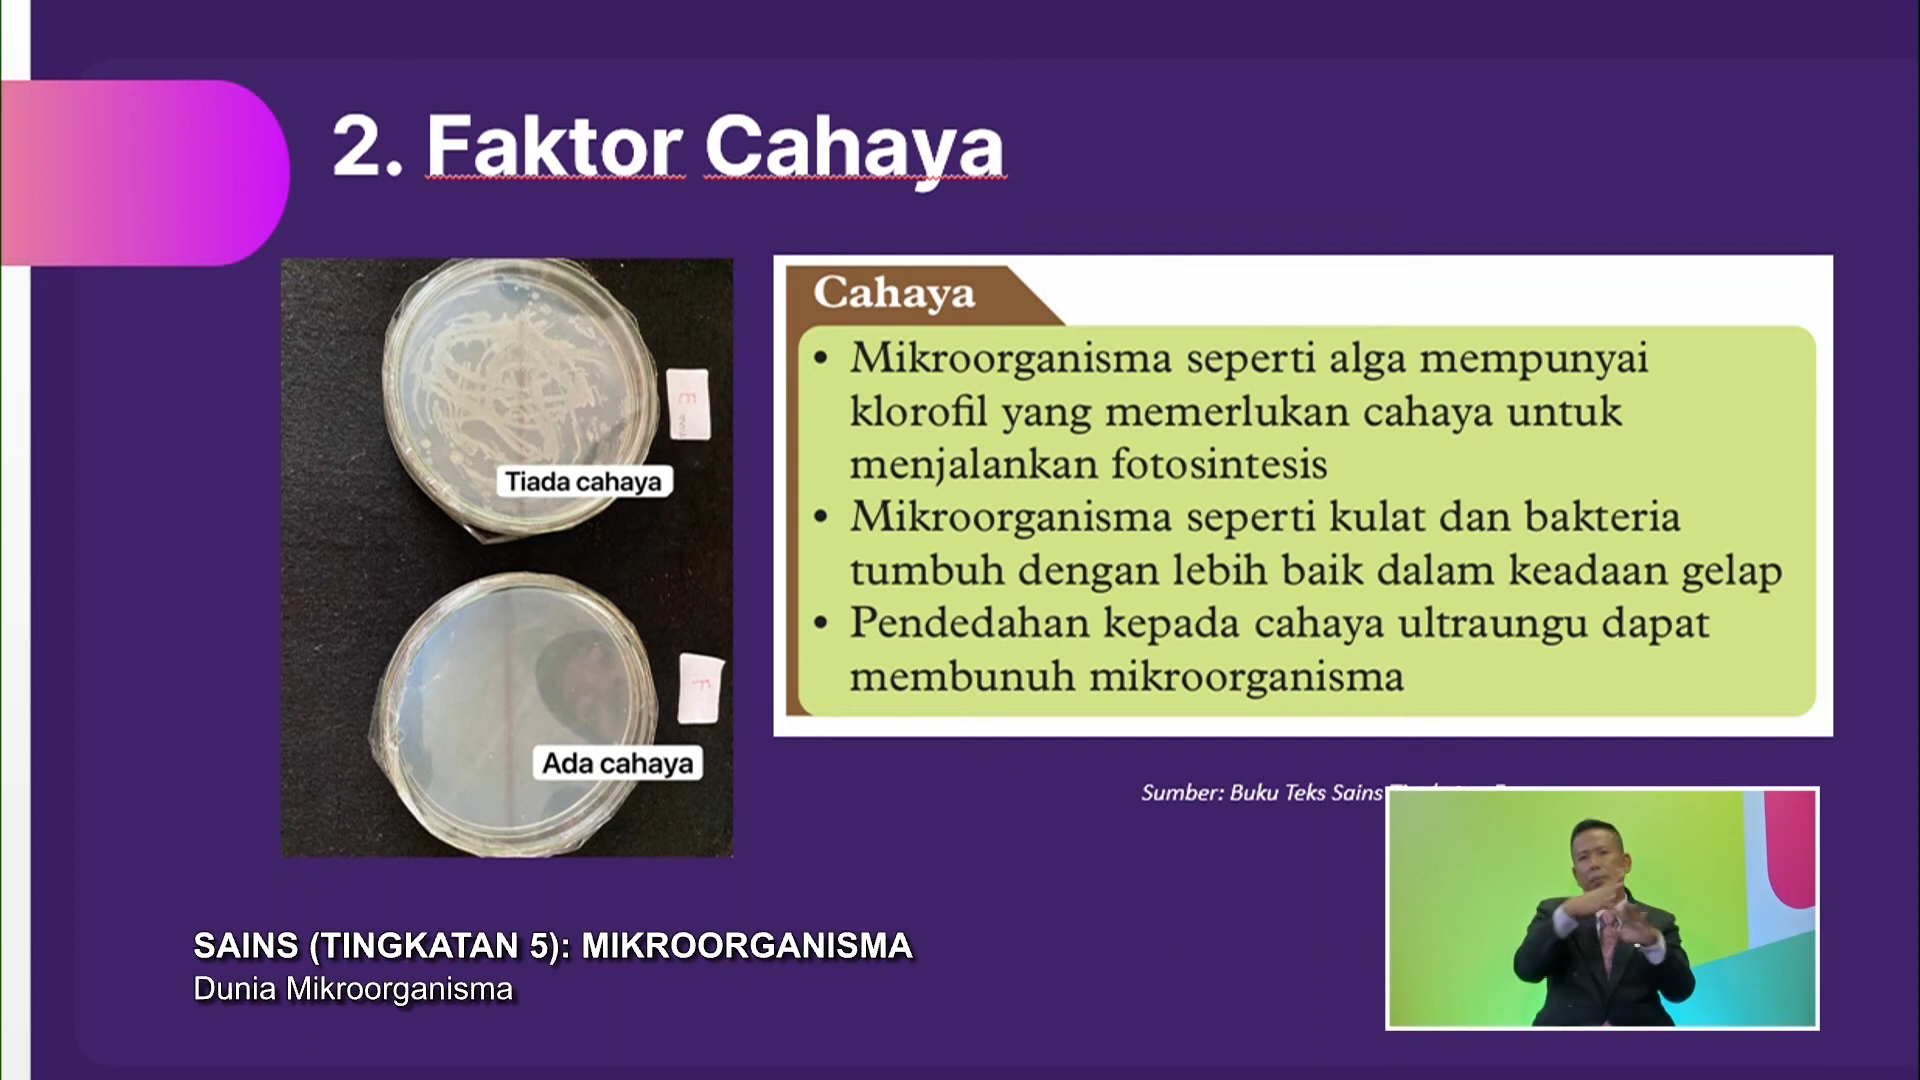 2. Faktor Cahaya
Tiada cahaya
Ada cahaya
E
F
Cahaya
• Mikroorganisma seperti alga mempunyai
klorofil yang memerlukan cahaya untuk
menjalankan fotosintesis
• Mikroorganisma seperti kulat dan bakteria
tumbuh dengan lebih baik dalam keadaan gelap
• Pendedahan kepada cahaya ultraungu dapat
membunuh mikroorganisma
Sumber: Buku Teks Sains
SAINS (TINGKATAN 5): MIKROORGANISMA
Dunia Mikroorganisma